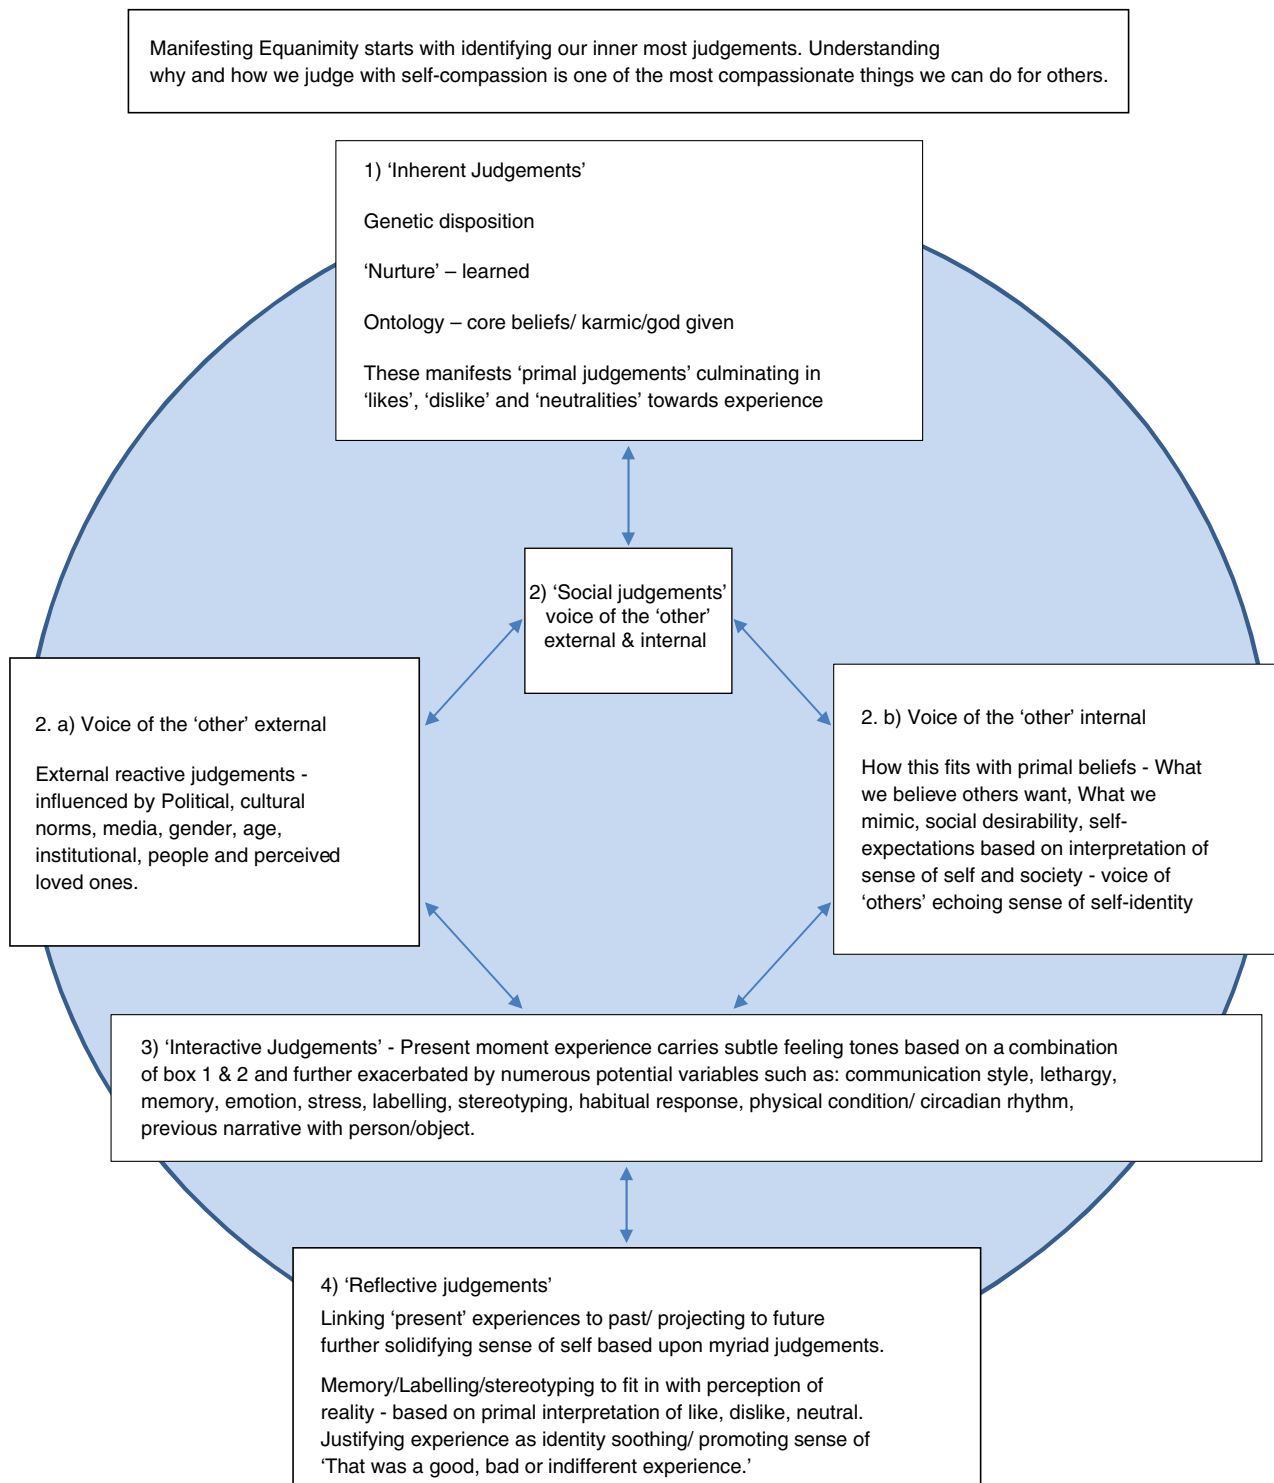 Manifesting Equanimity starts with identifying our inner most judgements. Understanding
why and how we judge with self-compassion is one of the most compassionate things we can do for others.
1) ‘Inherent Judgements’
Genetic disposition
‘Nurture’ – learned
Ontology – core beliefs/ karmic/god given
These manifests ‘primal judgements’ culminating in
‘likes’, ‘dislike’ and ‘neutralities’ towards experience
2) ‘Social judgements’
voice of the ‘other’
external & internal
2. a) Voice of the ‘other’ external
External reactive judgements -
influenced by Political, cultural
norms, media, gender, age,
institutional, people and perceived
loved ones.
2. b) Voice of the ‘other’ internal
How this fits with primal beliefs - What
we believe others want, What we
mimic, social desirability, self-
expectations based on interpretation of
sense of self and society - voice of
‘others’ echoing sense of self-identity
3) ‘Interactive Judgements’ - Present moment experience carries subtle feeling tones based on a combination
of box 1 & 2 and further exacerbated by numerous potential variables such as: communication style, lethargy,
memory, emotion, stress, labelling, stereotyping, habitual response, physical condition/ circadian rhythm,
previous narrative with person/object.
4) ‘Reflective judgements’
Linking ‘present’ experiences to past/ projecting to future
further solidifying sense of self based upon myriad judgements.
Memory/Labelling/stereotyping to fit in with perception of
reality - based on primal interpretation of like, dislike, neutral.
Justifying experience as identity soothing/ promoting sense of
‘That was a good, bad or indifferent experience.’